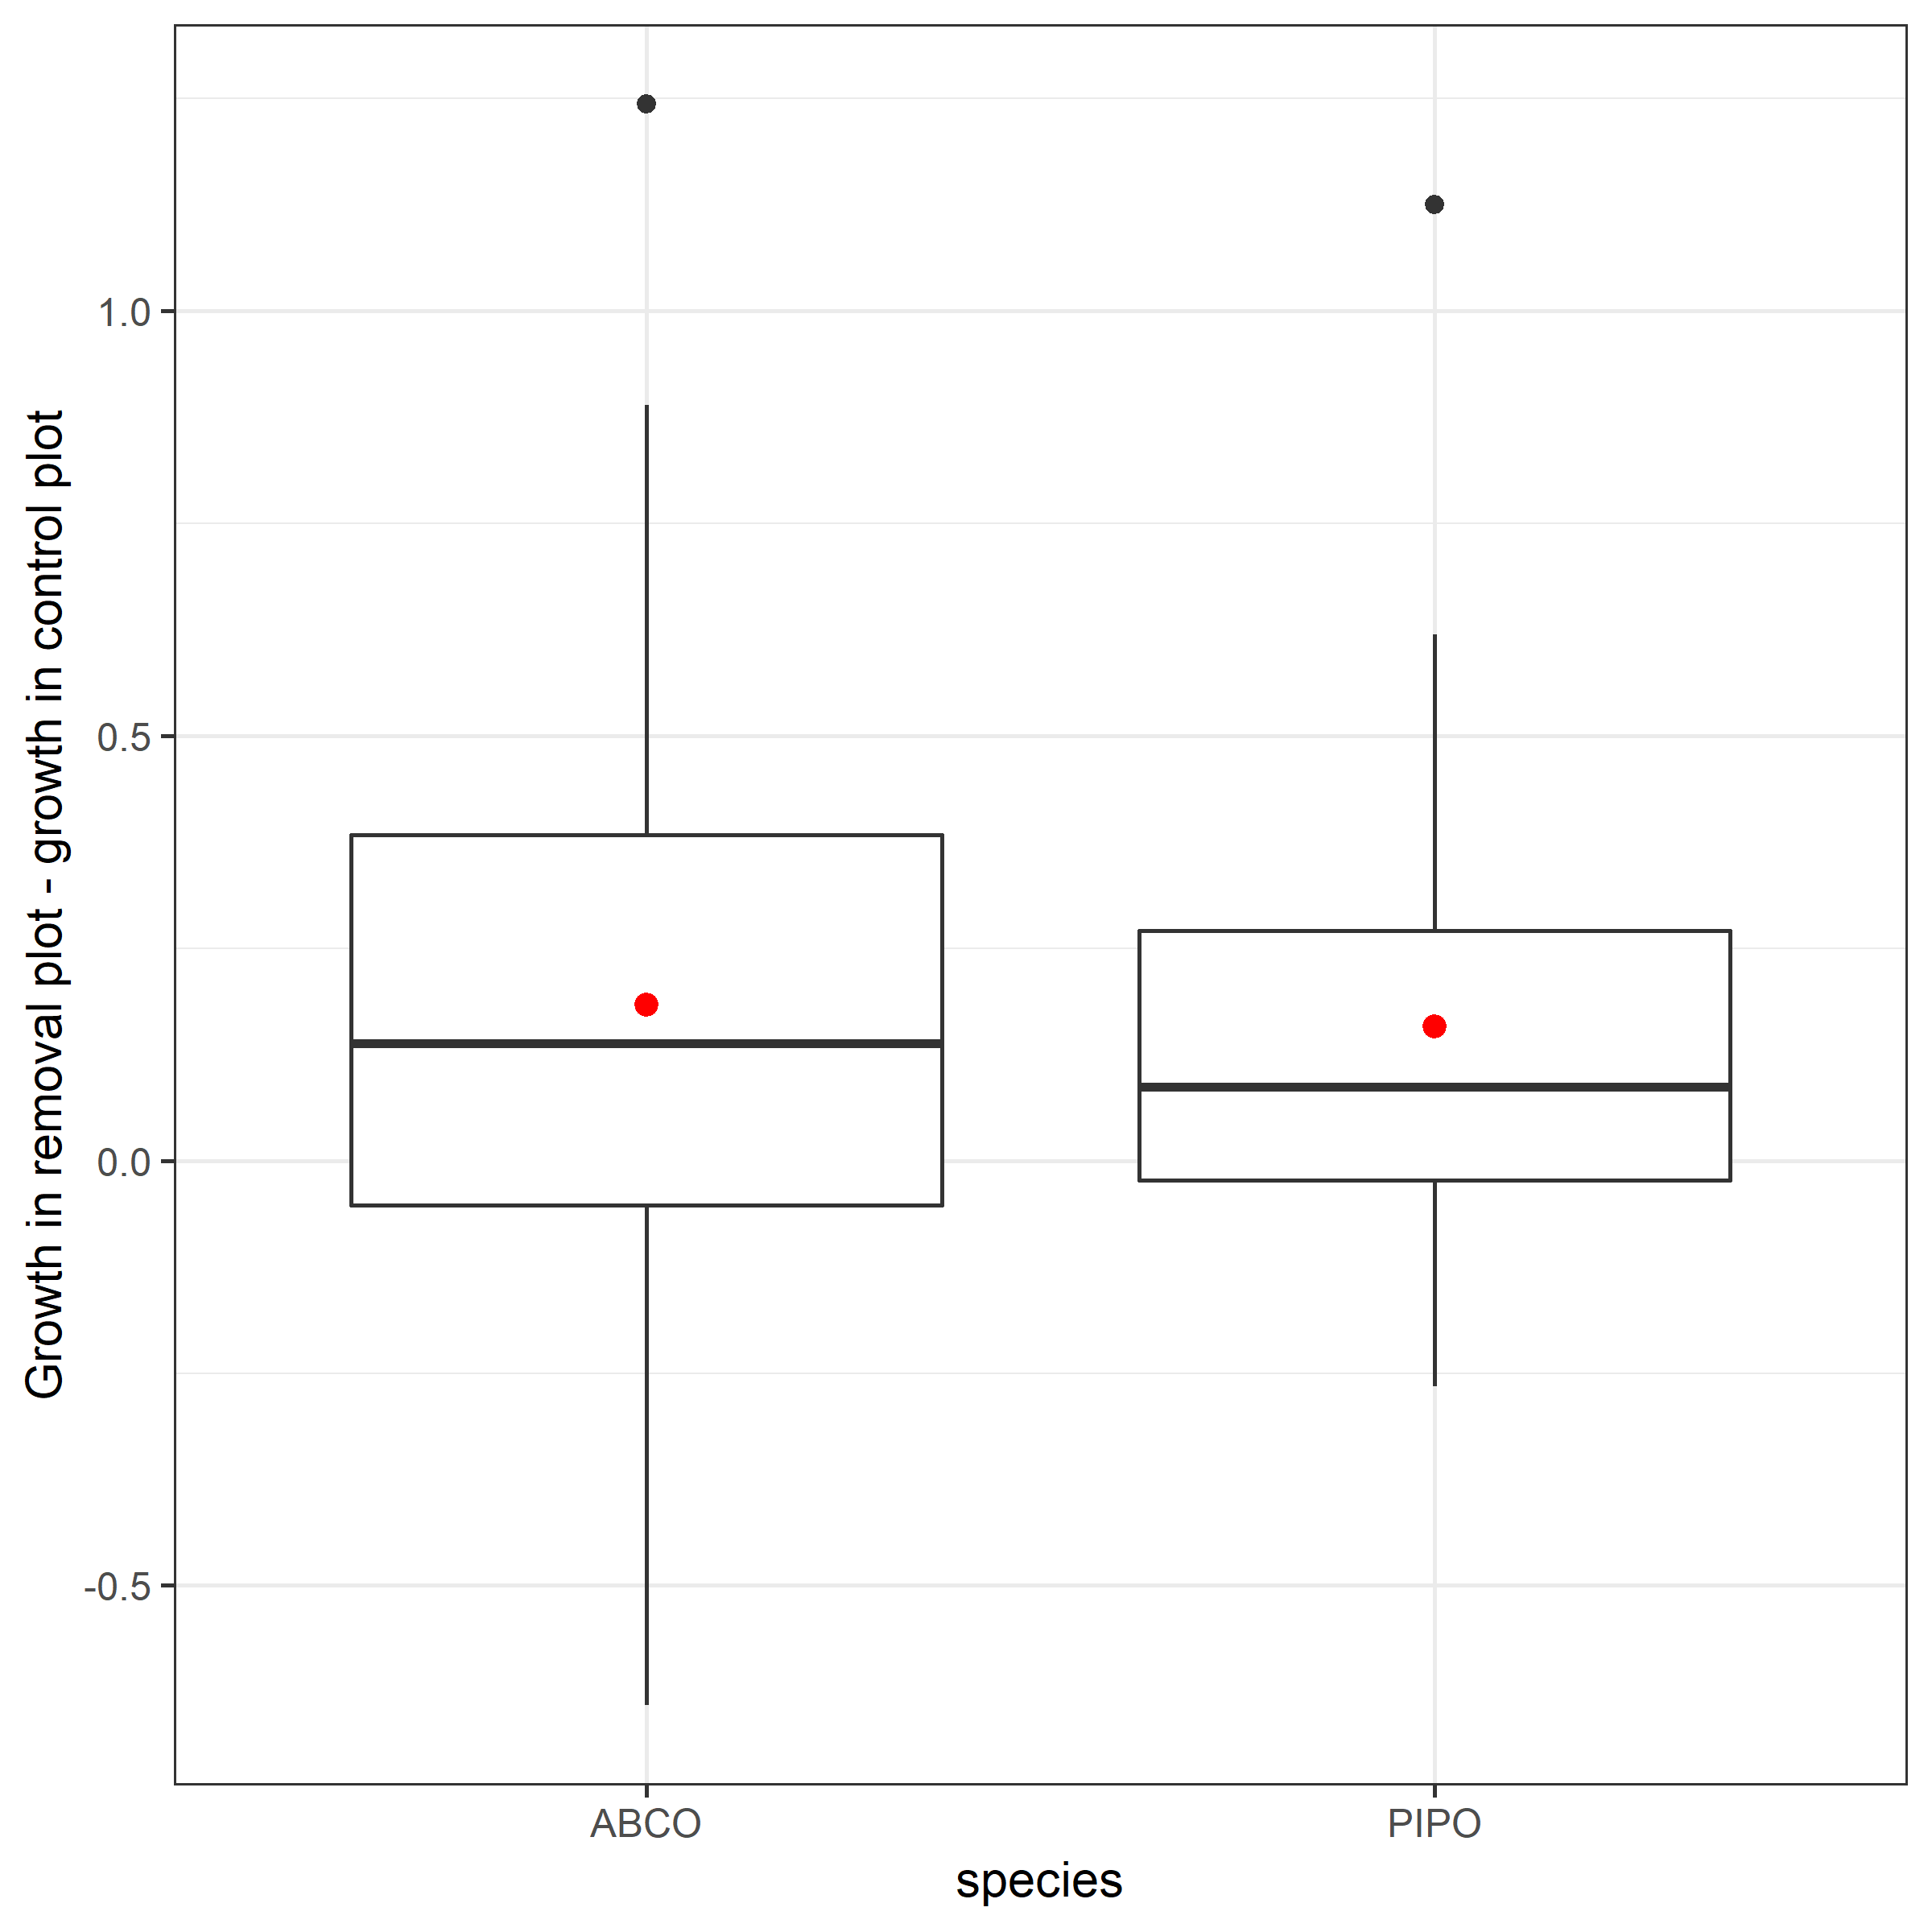 Growth in removal plot - growth in control plot
1.0
0.5
0.0
-0.5
ABCO
PIPO
species